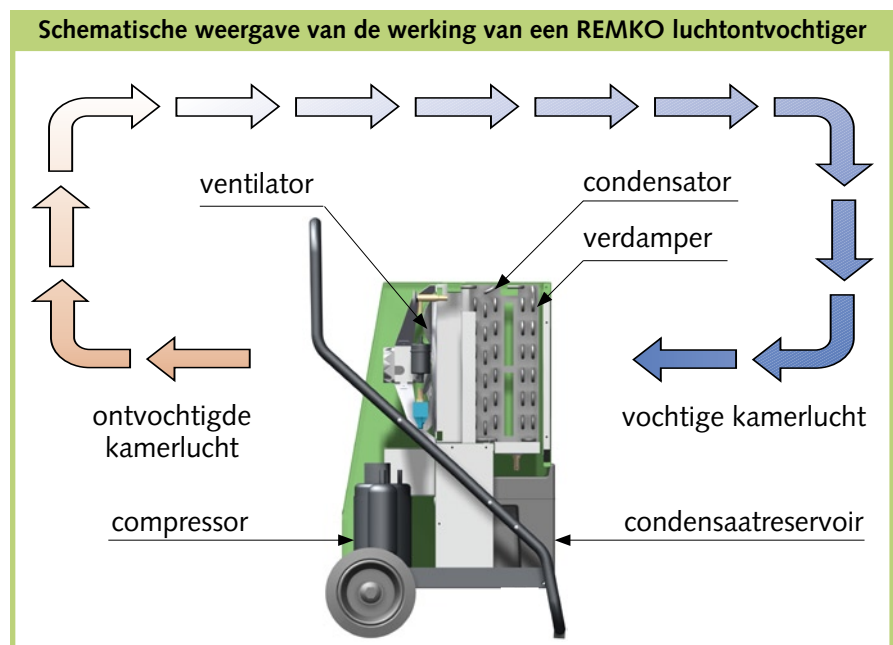 Schematische weergave van de werking van een REMKO luchtontvochtiger
ventilator
condensator
verdamper
ontvochtigde
kamerlucht
vochtige kamerlucht
compressor
condensaatreservoir